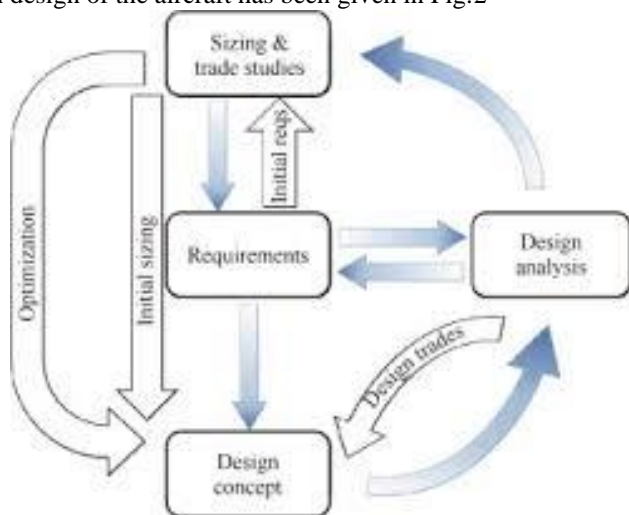 design of the aircraft has been given in Fig.2
Sizing &
trade studies
Initial reqs
Optimization
Initial sizing
Requirements
Design
analysis
Design trades
Design
concept